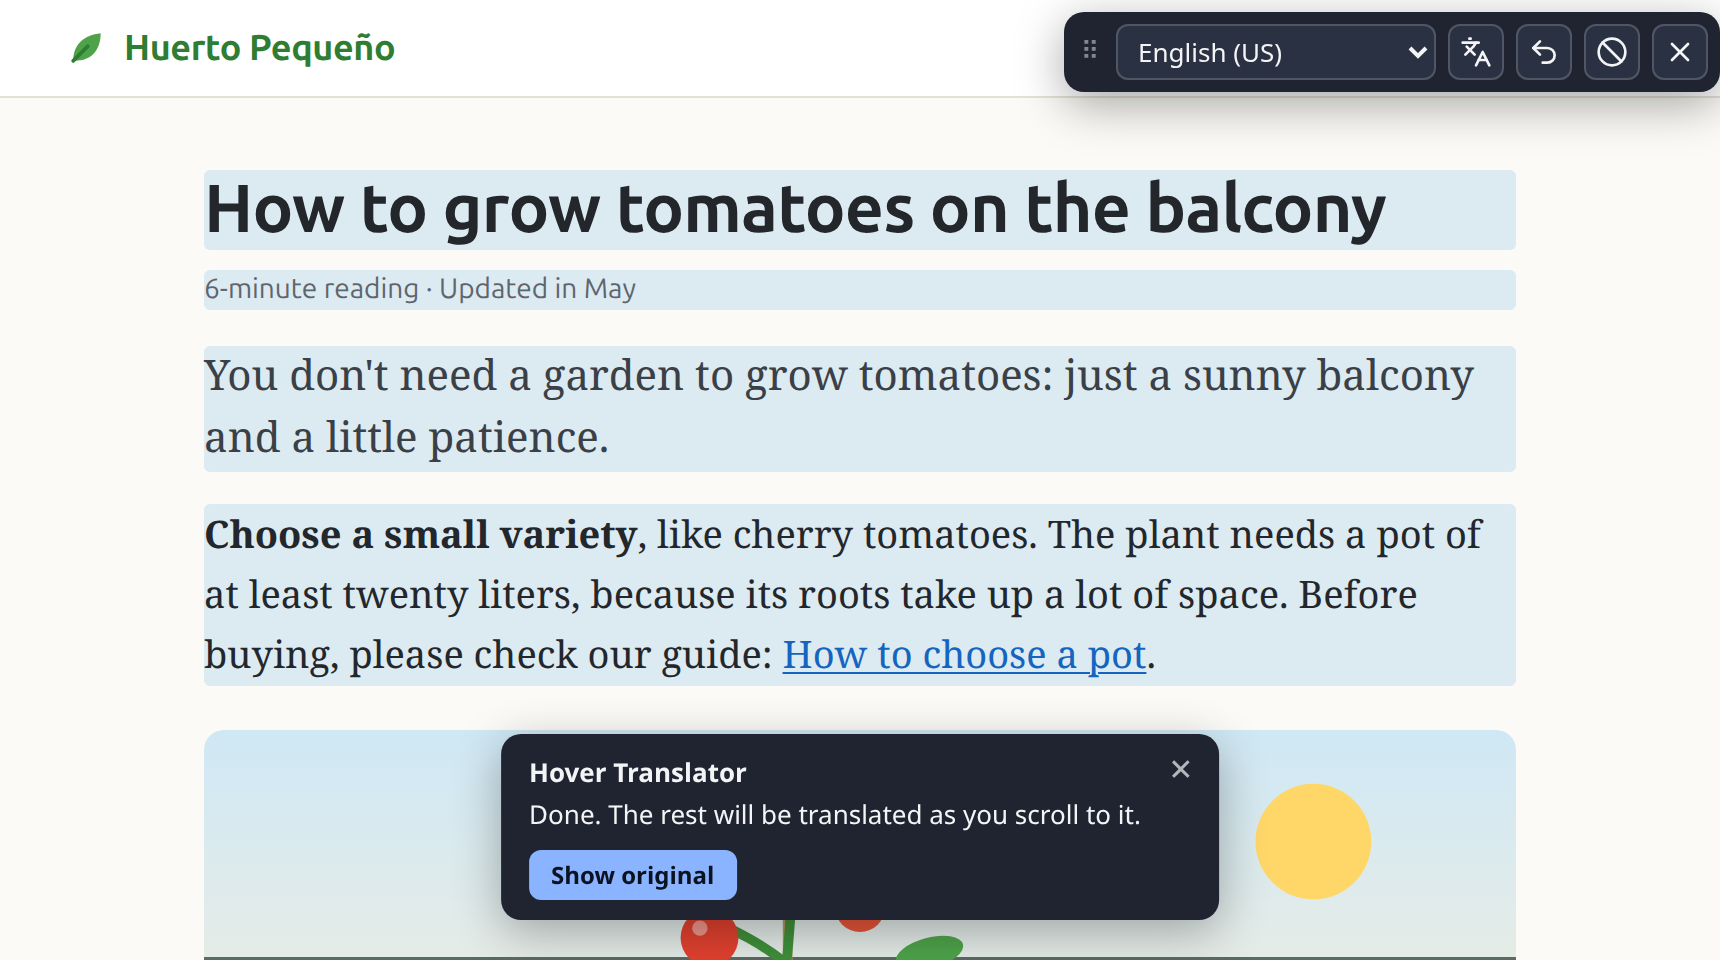 Huerto Pequeño
English (US)
How to grow tomatoes on the balcony
6-minute reading · Updated in May
You don't need a garden to grow tomatoes: just a sunny balcony
and a little patience.
Choose a small variety, like cherry tomatoes. The plant needs a pot of
at least twenty liters, because its roots take up a lot of space. Before
buying, please check our guide: How to choose a pot.
Hover Translator
Done. The rest will be translated as you scroll to it.
Show original